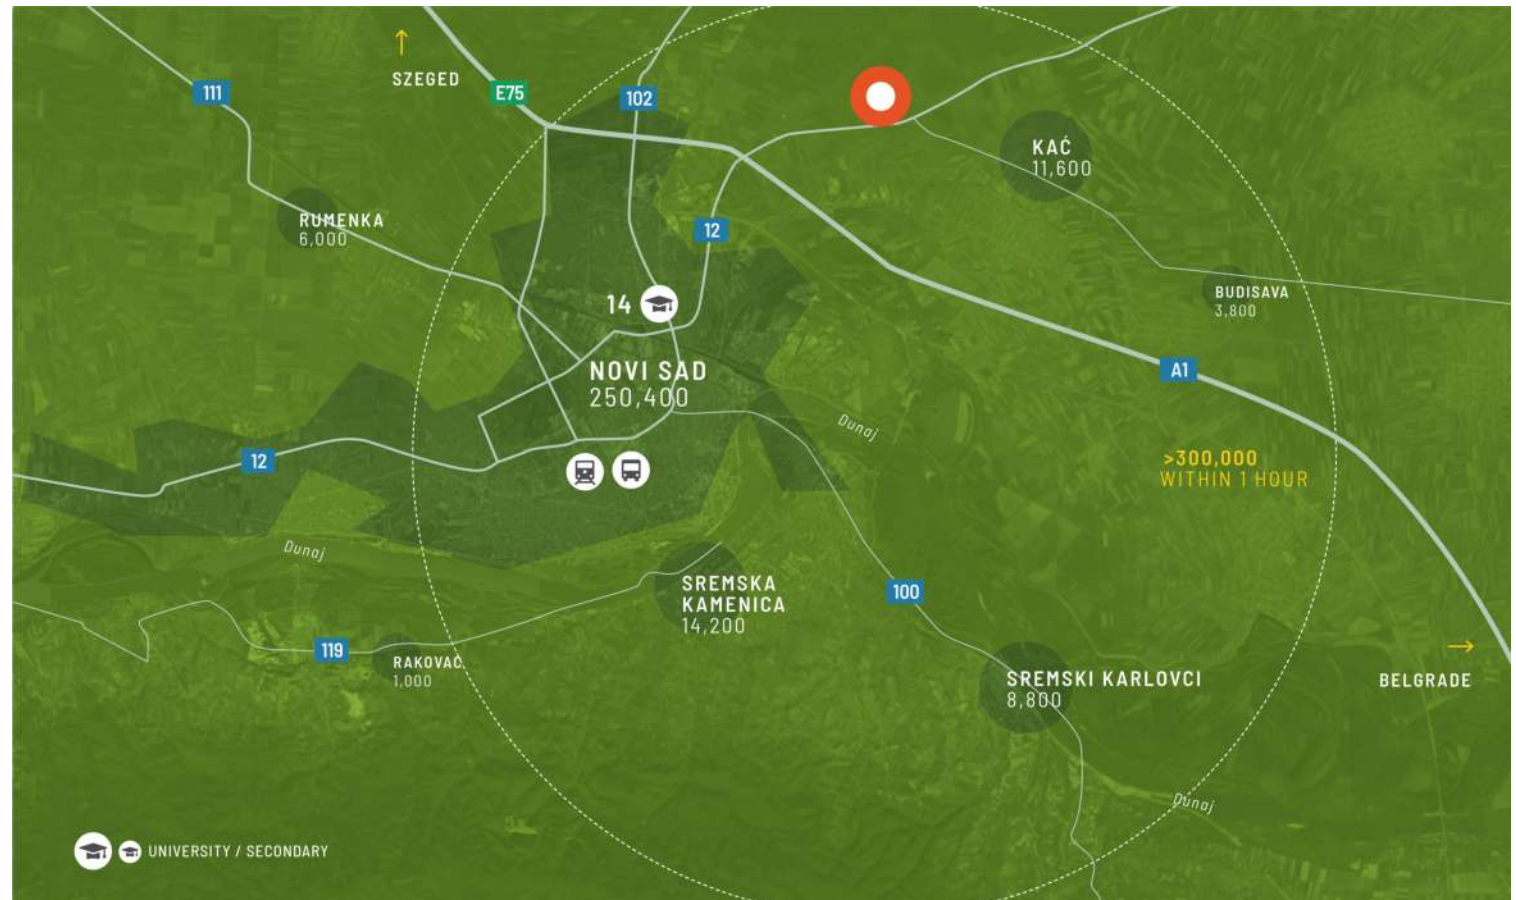 SZEGED
111
E75
102
KAĆ
11,600
RUMENKA
6,000
12
BUDISAVA
3,800
14
NOVI SAD
250,400
A1
Dunaj
12
>300,000
WITHIN 1 HOUR
Dunaj
SREMSKA
KAMENICA
14,200
100
119
RAKOVAC
1,000
SREMSKI KARLOVCI
8,800
BELGRADE
Dunaj
UNIVERSITY / SECONDARY